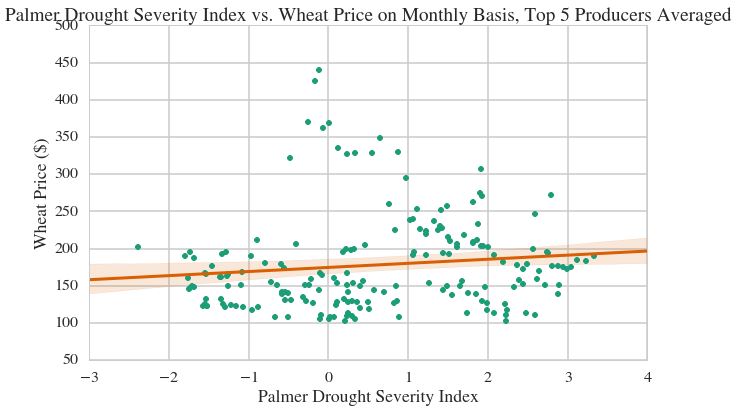 Palmer Drought Severity Index vs. Wheat Price on Monthly Basis, Top 5 Producers Averaged
500
450
400
350
300
250
200
150
100
50
Wheat Price ($)
−3 −2 −1 0 1 2 3 4
Palmer Drought Severity Index